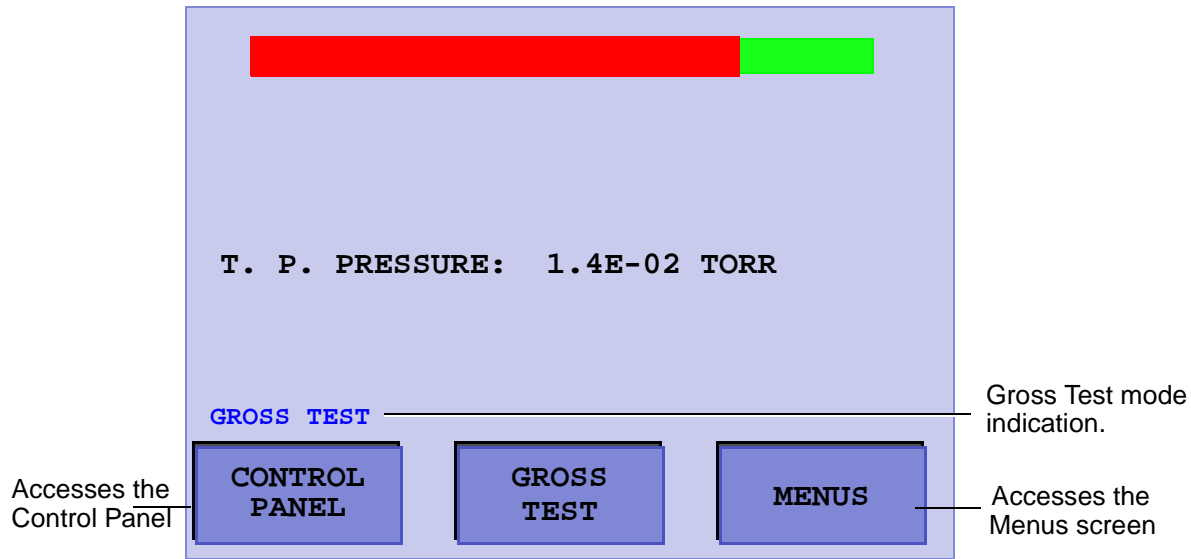 T. P. PRESSURE: 1.4E-02 TORR
GROSS TEST
Gross Test mode
indication.
Accesses the
Control Panel
CONTROL
PANEL
GROSS
TEST
MENUS
Accesses the
Menus screen